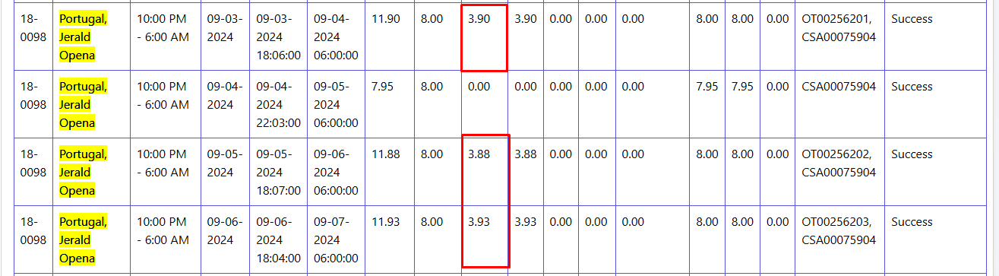 18- Portugal, 10:00 PM 09-03- 09-03- 09-04- 11.90 8.00 3.90 3.90 0.00 0.00 0.00 8.00 8.00 0.00 OT00256201, Success
0098 Jerald - 6:00 AM 2024 2024 2024 CSA00075904
Opena 18:06:00 06:00:00
18- Portugal, 10:00 PM 09-04- 09-04- 09-05- 7.95 8.00 0.00 0.00 0.00 0.00 0.00 7.95 7.95 0.00 CSA00075904 Success
0098 Jerald - 6:00 AM 2024 2024 2024
Opena 22:03:00 06:00:00
18- Portugal, 10:00 PM 09-05- 09-05- 09-06- 11.88 8.00 3.88 3.88 0.00 0.00 0.00 8.00 8.00 0.00 OT00256202, Success
0098 Jerald - 6:00 AM 2024 2024 2024 CSA00075904
Opena 18:07:00 06:00:00
18- Portugal, 10:00 PM 09-06- 09-06- 09-07- 11.93 8.00 3.93 3.93 0.00 0.00 0.00 8.00 8.00 0.00 OT00256203, Success
0098 Jerald - 6:00 AM 2024 2024 2024 CSA00075904
Opena 18:04:00 06:00:00